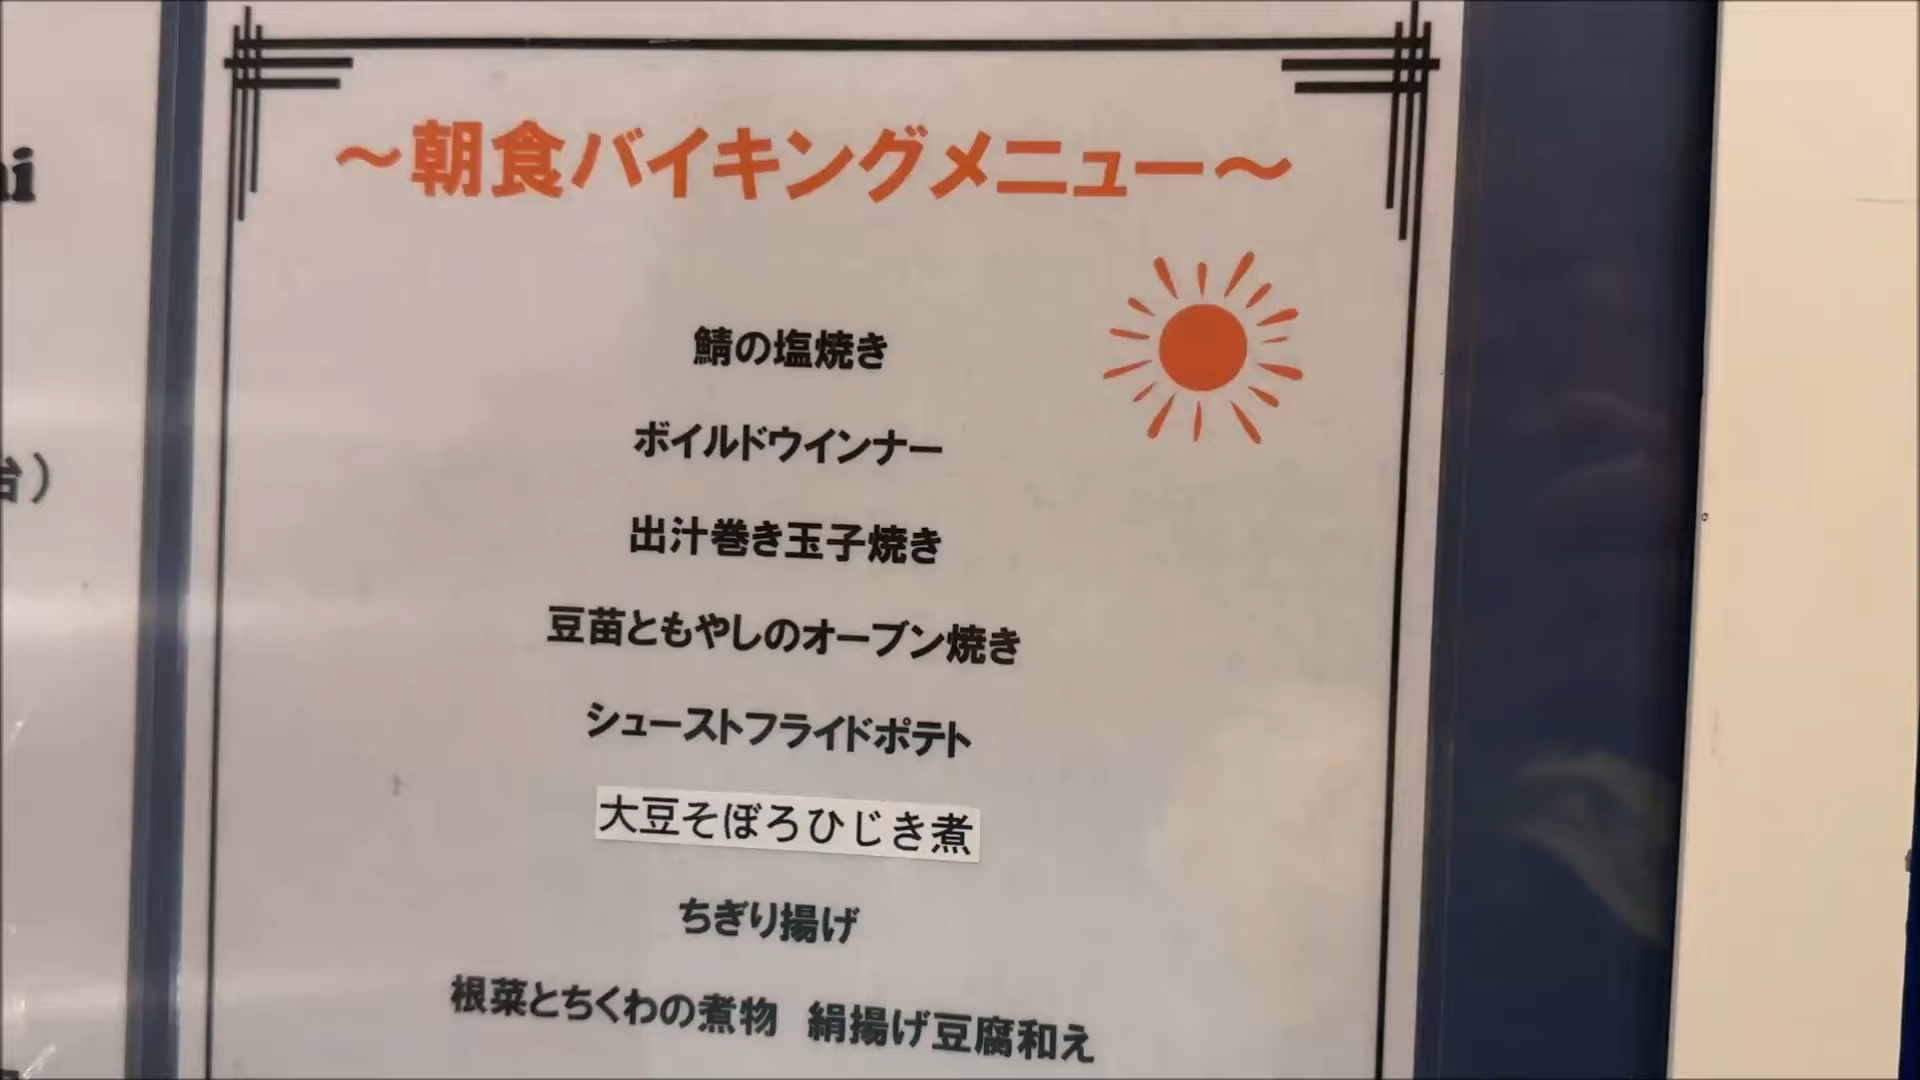 ～朝食バイキングメニュー～
鯖の塩焼き
ボイルドウインナー
出汁巻き玉子焼き
豆苗ともやしのオーブン焼き
シューストフライドポテト
大豆そぼろひじき煮
ちぎり揚げ
根菜とちくわの煮物　絹揚げ豆腐和え
台）